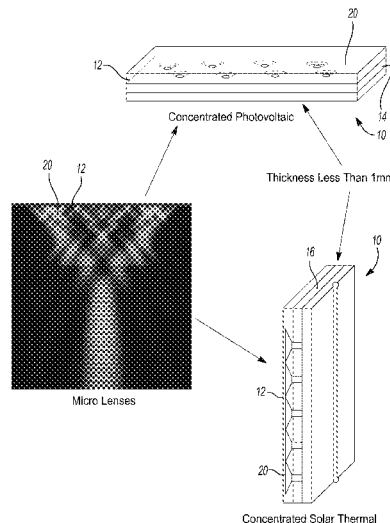 20
12
14
Concentrated Photovoltaic
10
20 12
Thickness Less Than 1mm
10
16
12
Micro Lenses
20
Concentrated Solar Thermal